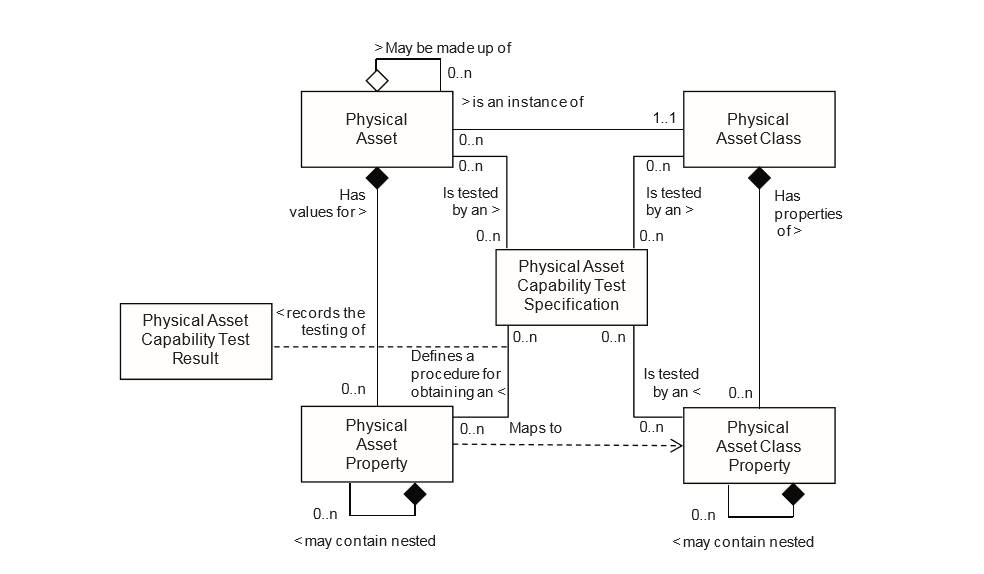 >May be made up of
0..n
>is an instance of
Physical
Asset
1..1
0..n
Physical
Asset Class
0..n
0..n
Has
values for >
Is tested
by an >
Is tested
by an >
Has
properties
of >
0..n
0..n
Physical Asset
Capability Test
Specification
<records the
testing of
Physical Asset
Capability Test
Result
0..n
0..n
Defines a
procedure for
obtaining an <
Is tested
by an <
0..n
0..n
Physical
Asset
Property
0..n
Maps to
0..n
Physical
Asset Class
Property
0..n
0..n
<may contain nested
<may contain nested